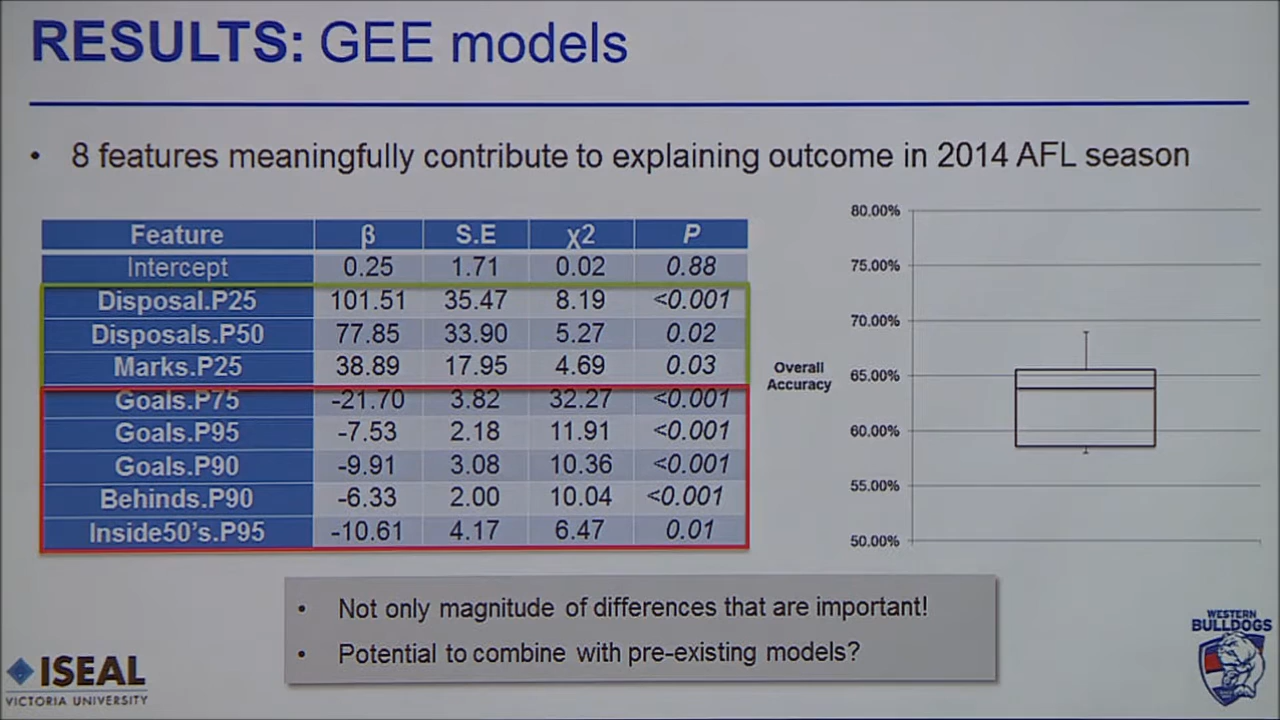 RESULTS: GEE models
• 8 features meaningfully contribute to explaining outcome in 2014 AFL season
Feature β S.E χ2 P
Intercept 0.25 1.71 0.02 0.88
Disposal.P25 101.51 35.47 8.19 <0.001
Disposals.P50 77.85 33.90 5.27 0.02
Marks.P25 38.89 17.95 4.69 0.03
Goals.P75 -21.70 3.82 32.27 <0.001
Goals.P95 -7.53 2.18 11.91 <0.001
Goals.P90 -9.91 3.08 10.36 <0.001
Behinds.P90 -6.33 2.00 10.04 <0.001
Inside50's.P95 -10.61 4.17 6.47 0.01
80.00%
75.00%
70.00%
65.00%
60.00%
55.00%
50.00%
Overall
Accuracy
• Not only magnitude of differences that are important!
• Potential to combine with pre-existing models?
ISEAL
VICTORIA UNIVERSITY
WESTERN
BULLDOGS